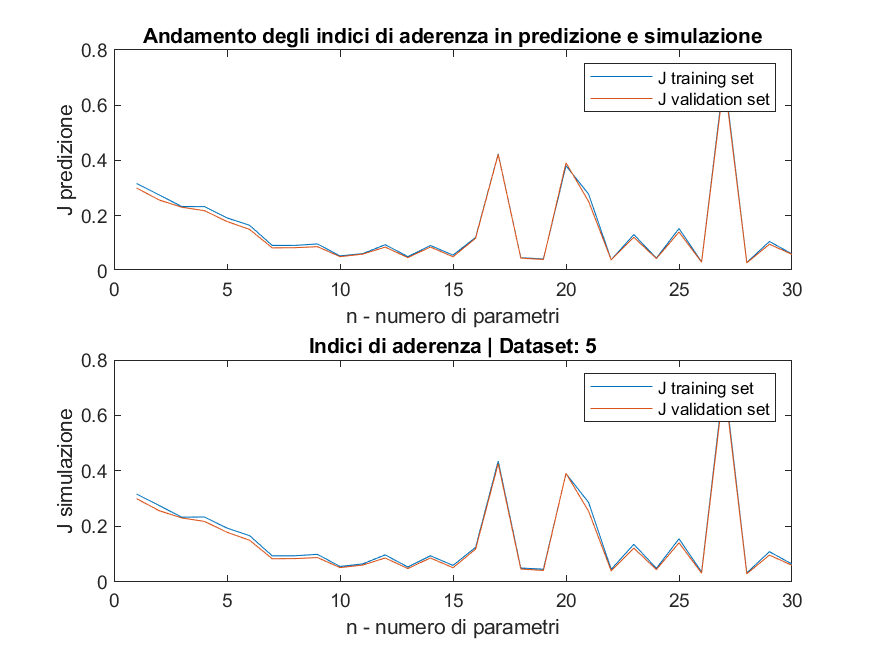 Andamento degli indici di aderenza in predizione e simulazione
0.8
0.6
0.4
0.2
0
J predizione
J training set
J validation set
0 5 10 15 20 25 30
n - numero di parametri
Indici di aderenza | Dataset: 5
0.8
0.6
0.4
0.2
0
J simulazione
J training set
J validation set
0 5 10 15 20 25 30
n - numero di parametri